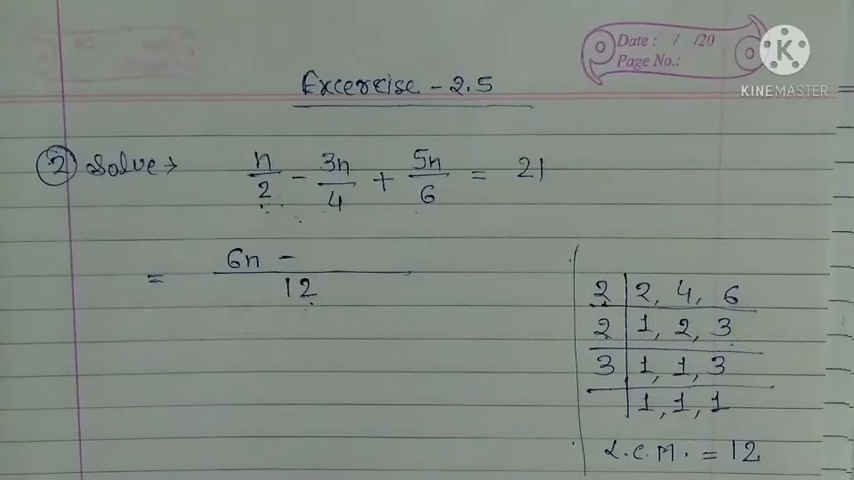 Date : / /20
Page No.:
K
KINEMASTER
Excercise - 2.5
2 Solve → n/2 - 3n/4 + 5n/6 = 21
= 6n - / 12
2 | 2, 4, 6
2 | 1, 2, 3
3 | 1, 1, 3
1, 1, 1
L.C.M. = 12